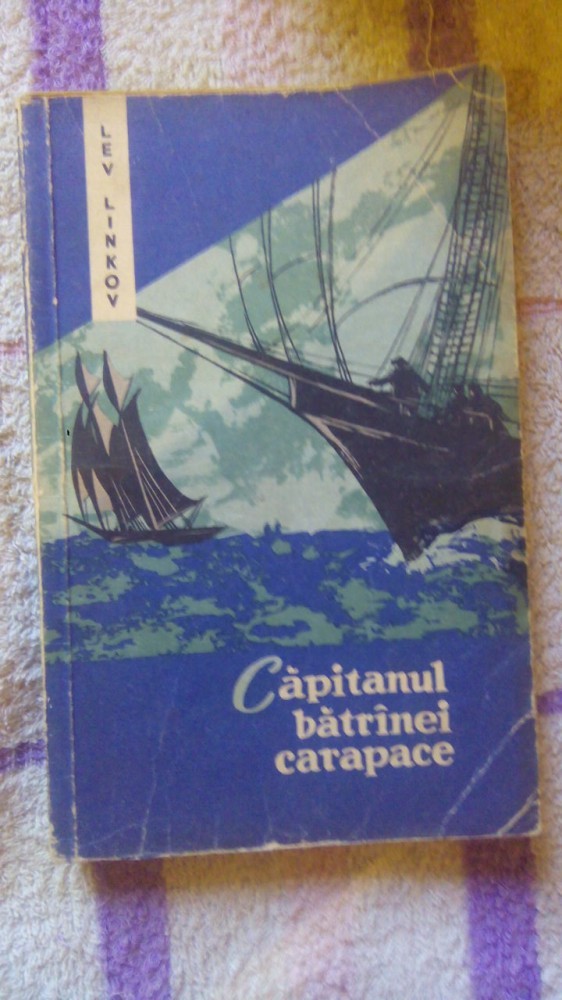 LEV LINKOV
Căpitanul
bătrînei
carapace